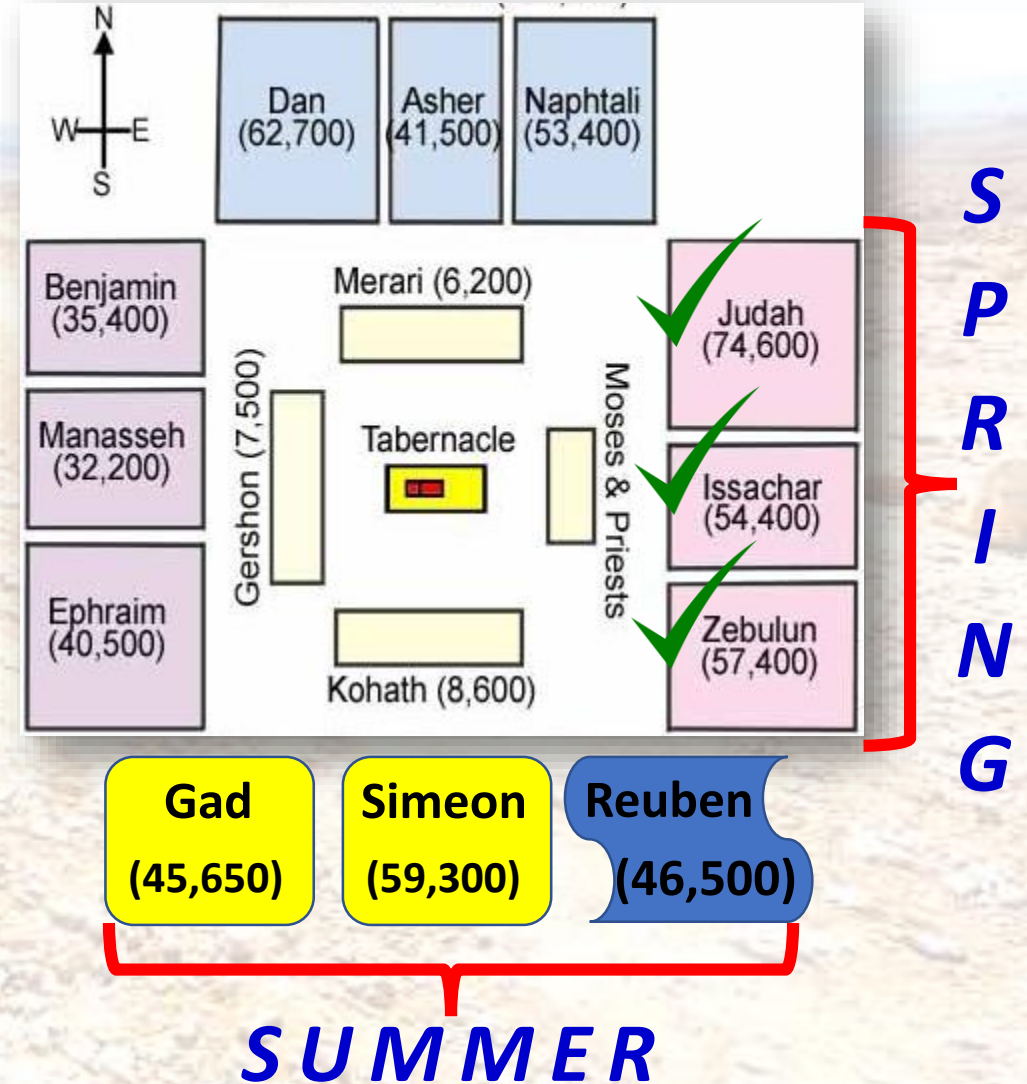 N
W E
S
Dan
(62,700)
Asher
(41,500)
Naphtali
(53,400)
Benjamin
(35,400)
Manasseh
(32,200)
Ephraim
(40,500)
Merari (6,200)
Gershon (7,500)
Tabernacle
Moses & Priests
Kohath (8,600)
Judah
(74,600)
Issachar
(54,400)
Zebulun
(57,400)
SPRING
Gad
(45,650)
Simeon
(59,300)
Reuben
(46,500)
SUMMER